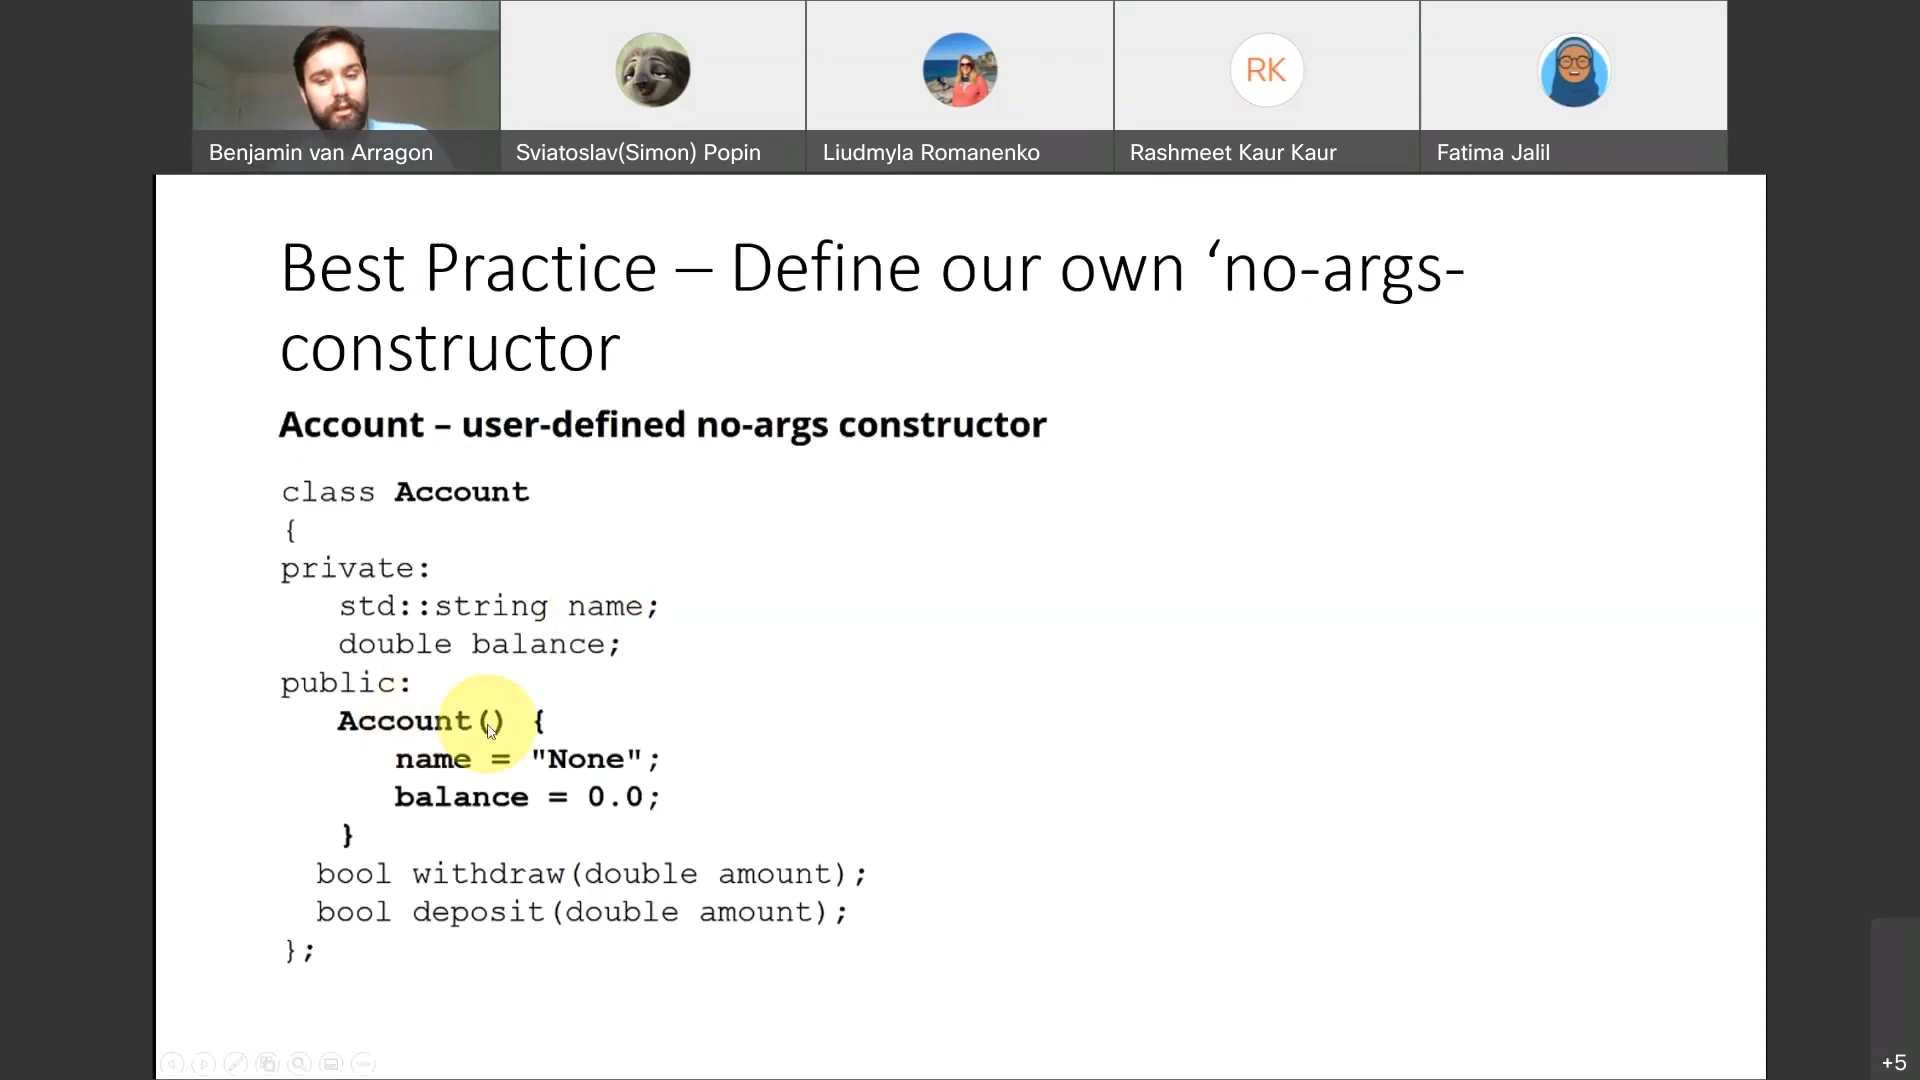 Benjamin van Arragon
Sviatoslav(Simon) Popin
Liudmyla Romanenko
RK
Rashmeet Kaur Kaur
Fatima Jalil
Best Practice – Define our own ‘no-args-
constructor
Account – user-defined no-args constructor
class Account
{
private:
    std::string name;
    double balance;
public:
    Account() {
        name = "None";
        balance = 0.0;
    }
  bool withdraw(double amount);
  bool deposit(double amount);
};
+5